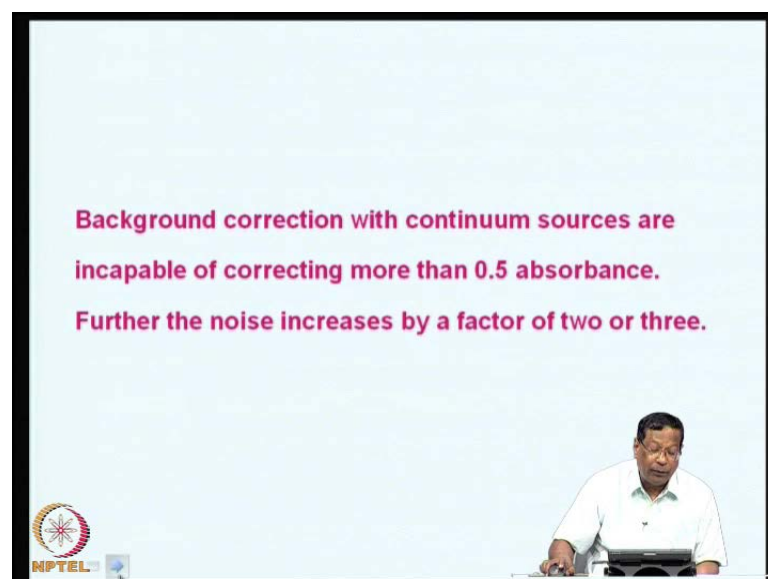 Background correction with continuum sources are
incapable of correcting more than 0.5 absorbance.
Further the noise increases by a factor of two or three.
NPTEL